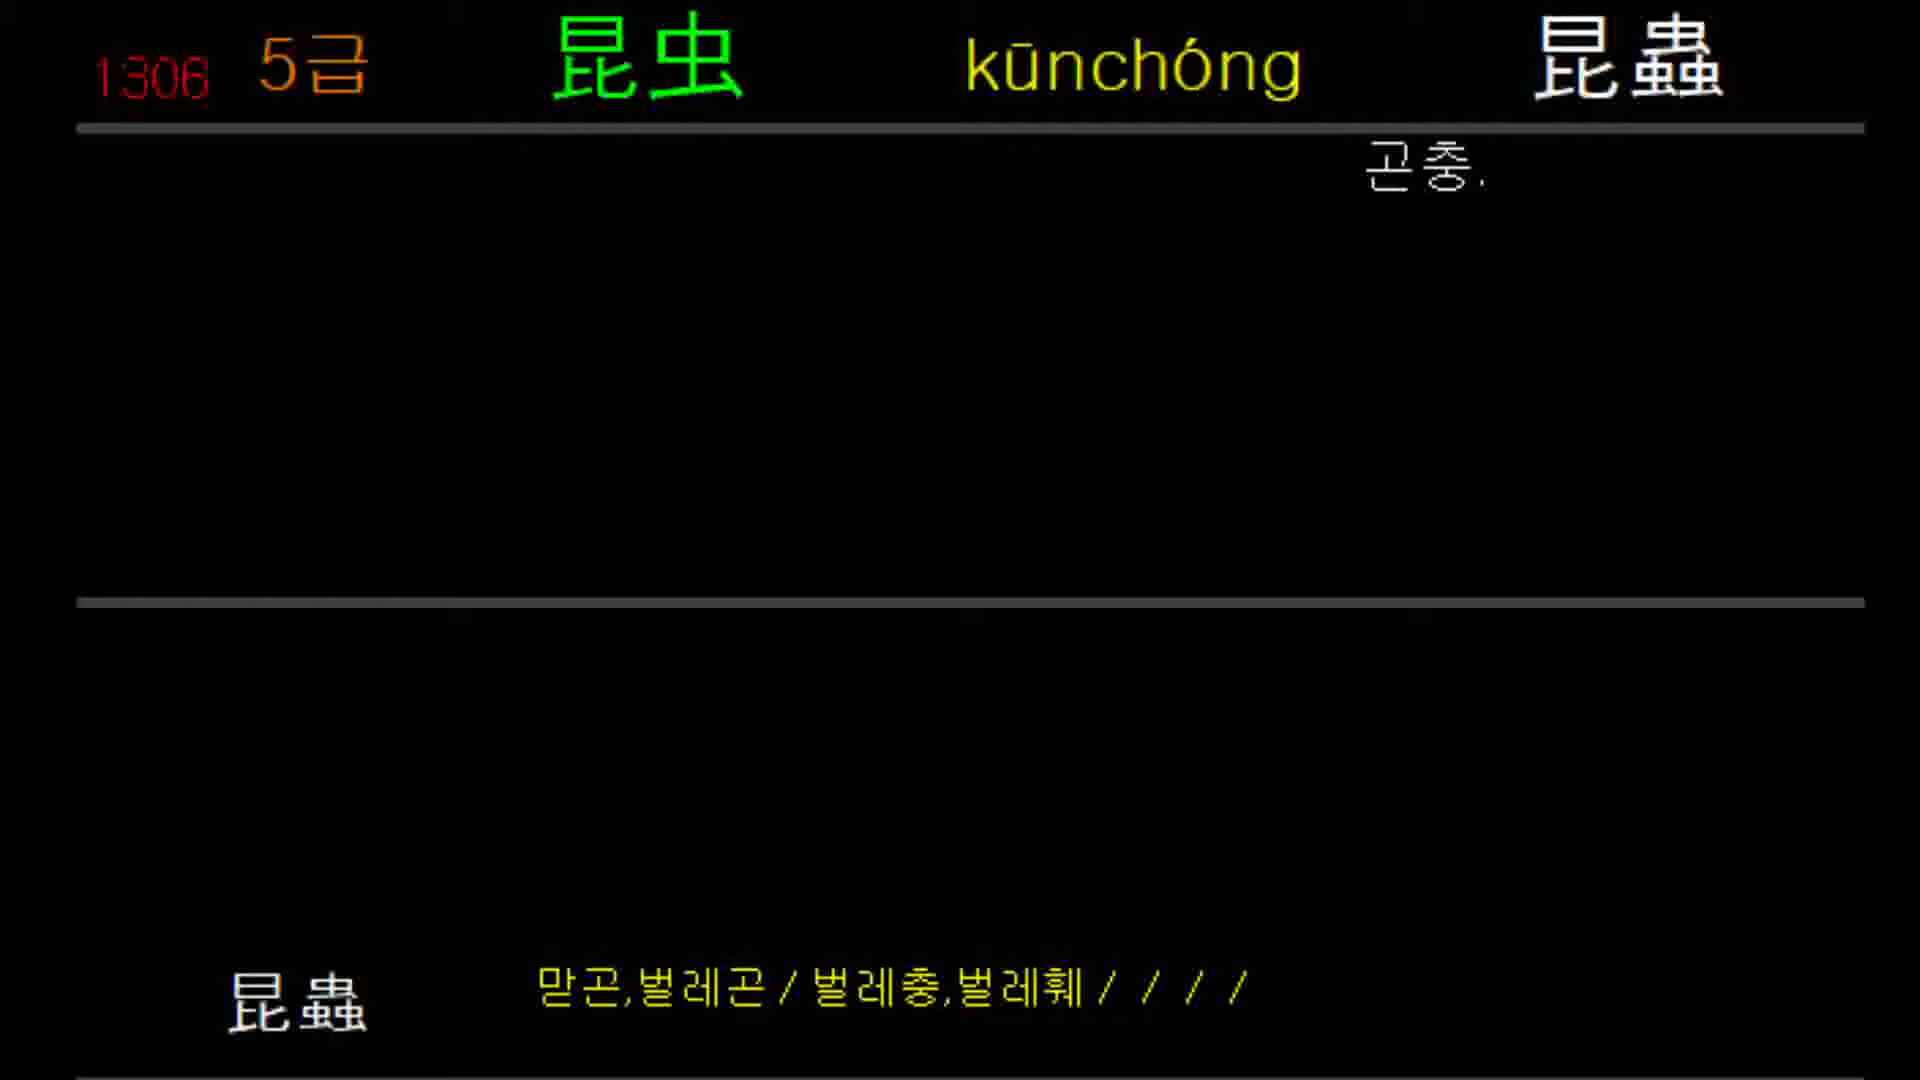 1306 5급 昆虫 kūnchóng 昆蟲
곤충.
昆蟲 맏곤,벌레곤 / 벌레충,벌레훼 / / / /